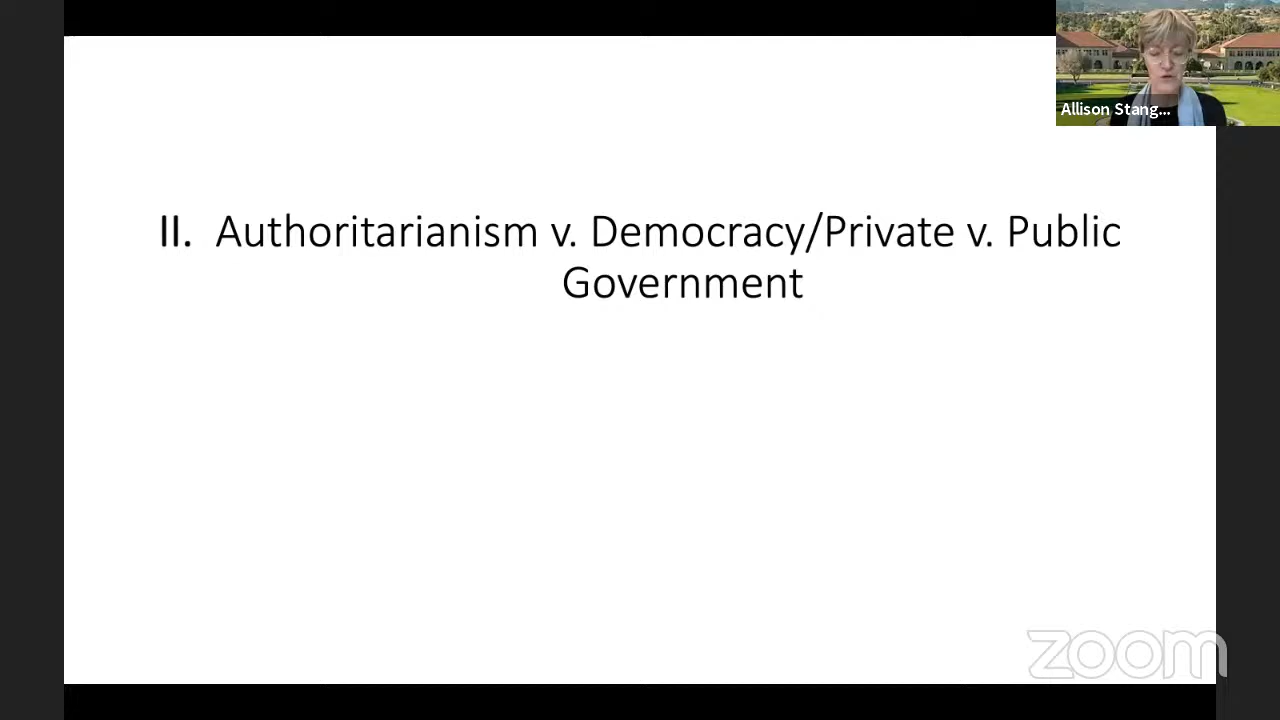 Allison Stang...
II. Authoritarianism v. Democracy/Private v. Public
Government
zoom